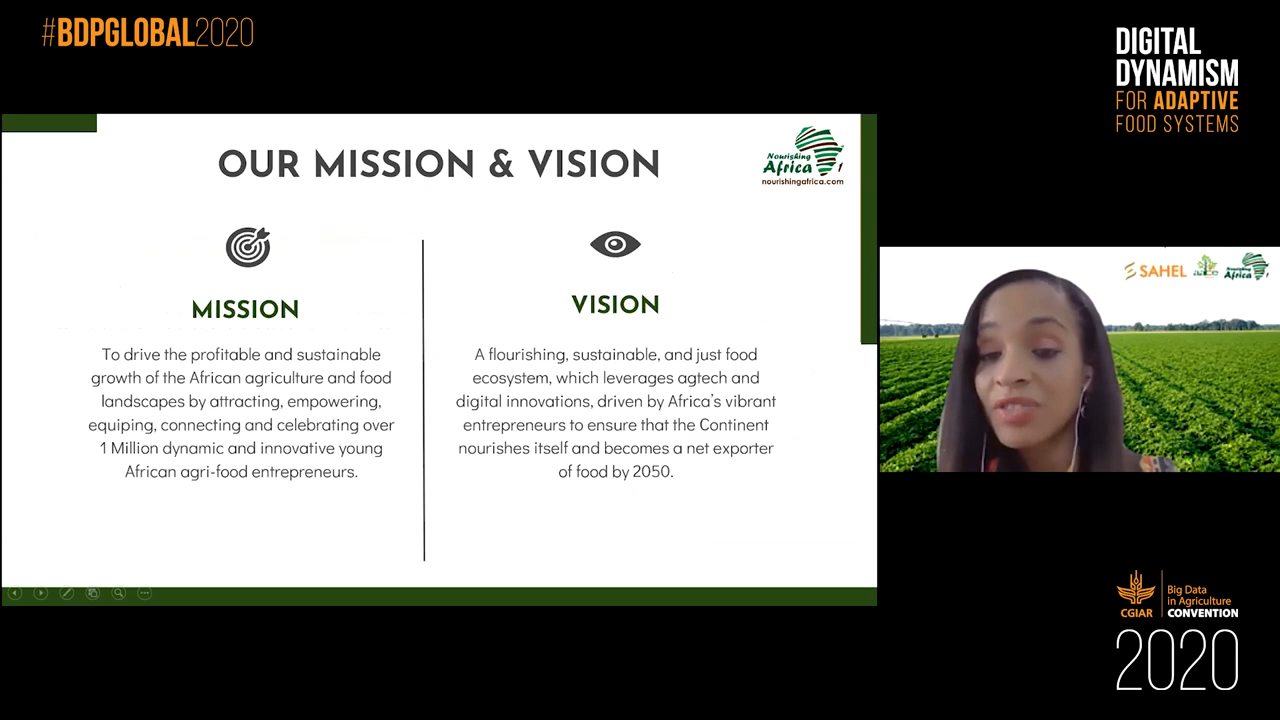 #BDPGLOBAL2020
DIGITAL
DYNAMISM
FOR ADAPTIVE
FOOD SYSTEMS
OUR MISSION & VISION
Nourishing
Africa
nourishingafrica.com
MISSION
To drive the profitable and sustainable
growth of the African agriculture and food
landscapes by attracting, empowering,
equiping, connecting and celebrating over
1 Million dynamic and innovative young
African agri-food entrepreneurs.
VISION
A flourishing, sustainable, and just food
ecosystem, which leverages agtech and
digital innovations, driven by Africa's vibrant
entrepreneurs to ensure that the Continent
nourishes itself and becomes a net exporter
of food by 2050.
SAHEL
Nourishing
Africa
CGIAR
Big Data
in Agriculture
CONVENTION
2020